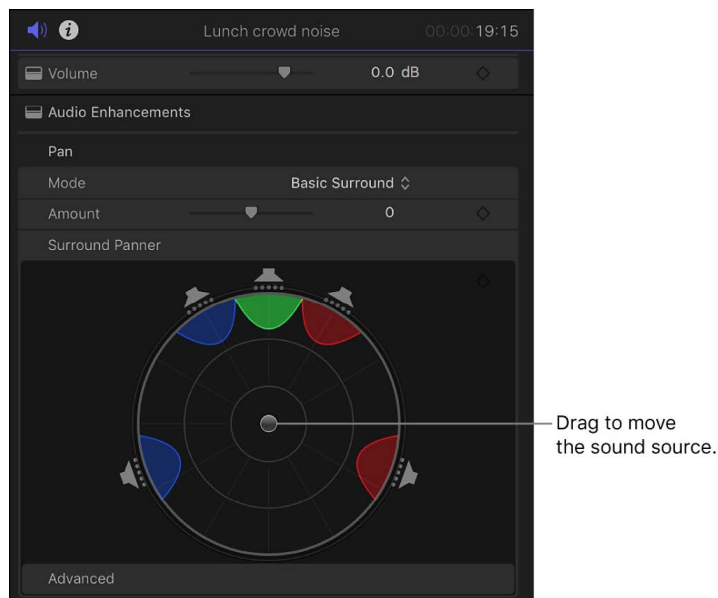 Lunch crowd noise 00:00:19:15
Volume 0.0 dB
Audio Enhancements
Pan
Mode Basic Surround
Amount 0
Surround Panner
Drag to move
the sound source.
Advanced